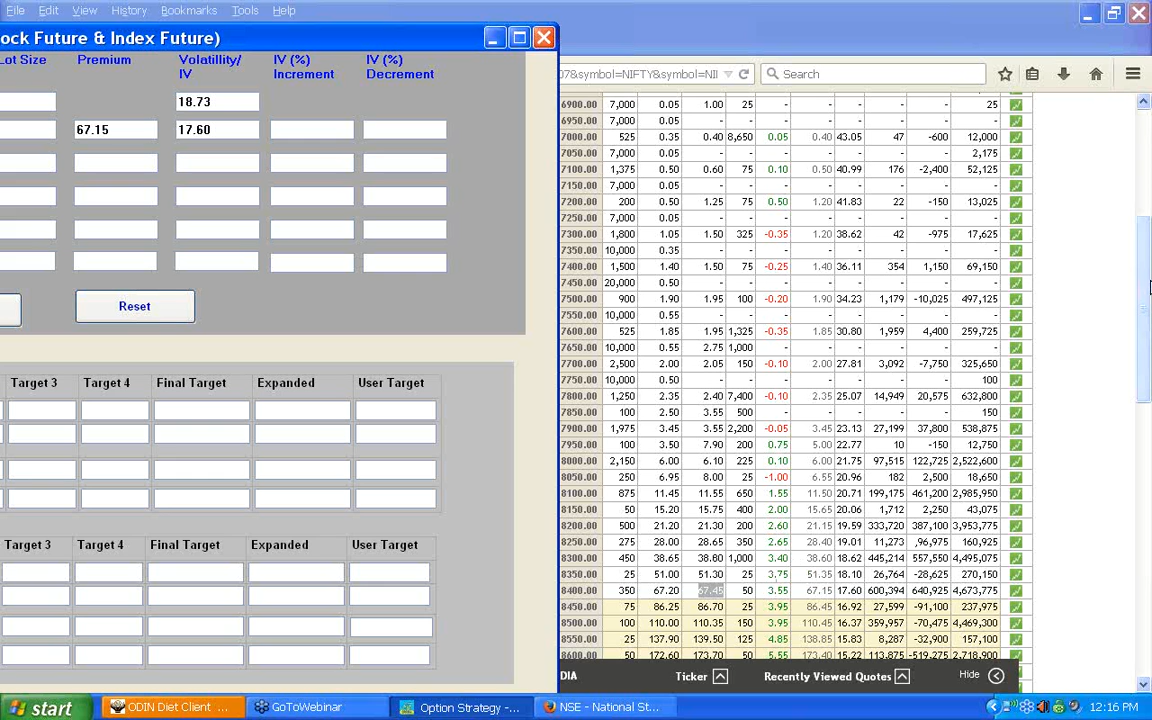 File Edit View History Bookmarks Tools Help
ock Future & Index Future)
07&symbol=NIFTY&symbol=NII Search
Lot Size Premium Volatillity/ IV IV (%) Increment IV (%) Decrement
18.73
67.15 17.60
Reset
Target 3 Target 4 Final Target Expanded User Target
Target 3 Target 4 Final Target Expanded User Target
6900.00 7,000 0.05 1.00 25 - - - - - 25
6950.00 7,000 0.05 - - - - - - - -
7000.00 525 0.35 0.40 8,650 0.05 0.40 43.05 47 -600 12,000
7050.00 7,000 0.05 - - - - - - - 2,175
7100.00 1,375 0.50 0.60 75 0.10 0.50 40.99 176 -2,400 52,125
7150.00 7,000 0.05 - - - - - - - -
7200.00 200 0.50 1.25 75 0.50 1.20 41.83 22 -150 13,025
7250.00 7,000 0.05 - - - - - - - -
7300.00 1,800 1.05 1.50 325 -0.35 1.20 38.62 42 -975 17,625
7350.00 10,000 0.35 - - - - - - - -
7400.00 1,500 1.40 1.50 75 -0.25 1.40 36.11 354 1,150 69,150
7450.00 20,000 0.50 - - - - - - - -
7500.00 900 1.90 1.95 100 -0.20 1.90 34.23 1,179 -10,025 497,125
7550.00 10,000 0.55 - - - - - - - -
7600.00 525 1.85 1.95 1,325 -0.35 1.85 30.80 1,959 4,400 259,725
7650.00 10,000 0.55 2.75 1,000 - - - - - -
7700.00 2,500 2.00 2.05 150 -0.10 2.00 27.81 3,092 -7,750 325,650
7750.00 10,000 0.50 - - - - - - - 100
7800.00 1,250 2.35 2.40 7,400 -0.10 2.35 25.07 14,949 20,575 632,800
7850.00 100 2.50 3.55 500 - - - - - 150
7900.00 1,975 3.45 3.55 2,200 -0.05 3.45 23.13 27,199 37,800 538,875
7950.00 100 3.50 7.90 200 0.75 5.00 22.77 10 -150 12,750
8000.00 2,150 6.00 6.10 225 0.10 6.00 21.75 97,515 122,725 2,522,600
8050.00 250 6.95 8.00 25 -1.00 6.55 20.96 182 2,500 18,650
8100.00 875 11.45 11.55 650 1.55 11.50 20.71 199,175 461,200 2,985,950
8150.00 50 15.20 15.75 400 2.00 15.65 20.06 1,712 2,250 43,075
8200.00 500 21.20 21.30 200 2.60 21.15 19.59 333,720 387,100 3,953,775
8250.00 275 28.00 28.65 350 2.65 28.40 19.01 11,273 ,96,975 160,925
8300.00 450 38.65 38.80 1,000 3.40 38.60 18.62 445,214 557,550 4,495,075
8350.00 25 51.00 51.30 25 3.75 51.35 18.10 26,764 -28,625 270,150
8400.00 350 67.20 67.45 50 3.55 67.15 17.60 600,394 640,925 4,673,775
8450.00 75 86.25 86.70 25 3.95 86.45 16.92 27,599 -91,100 237,975
8500.00 100 110.00 110.35 150 3.95 110.45 16.37 359,957 -70,475 4,469,300
8550.00 25 137.90 139.50 125 4.85 138.85 15.83 8,287 -32,900 157,100
8600.00 50 172.60 173.70 50 5.55 173.40 15.22 113,875 -519,275 2,718,900
DIA Ticker Recently Viewed Quotes Hide
start ODIN Diet Client ... GoToWebinar Option Strategy -... NSE - National St... 12:16 PM